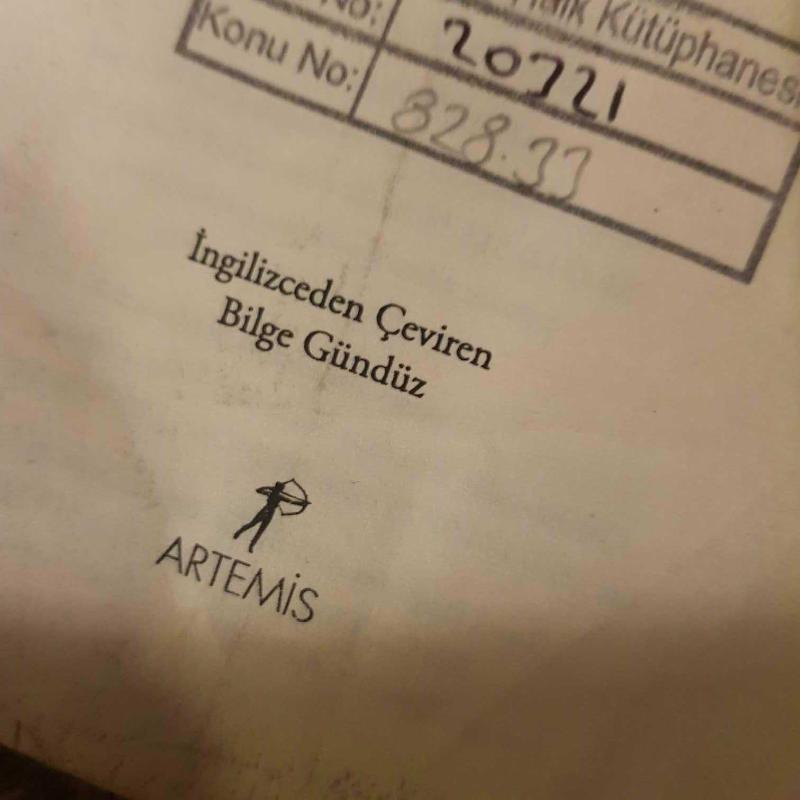 Halk Kütüphanesi
No:
20721
Konu No:
828.33
İngilizceden Çeviren
Bilge Gündüz
ARTEMİS